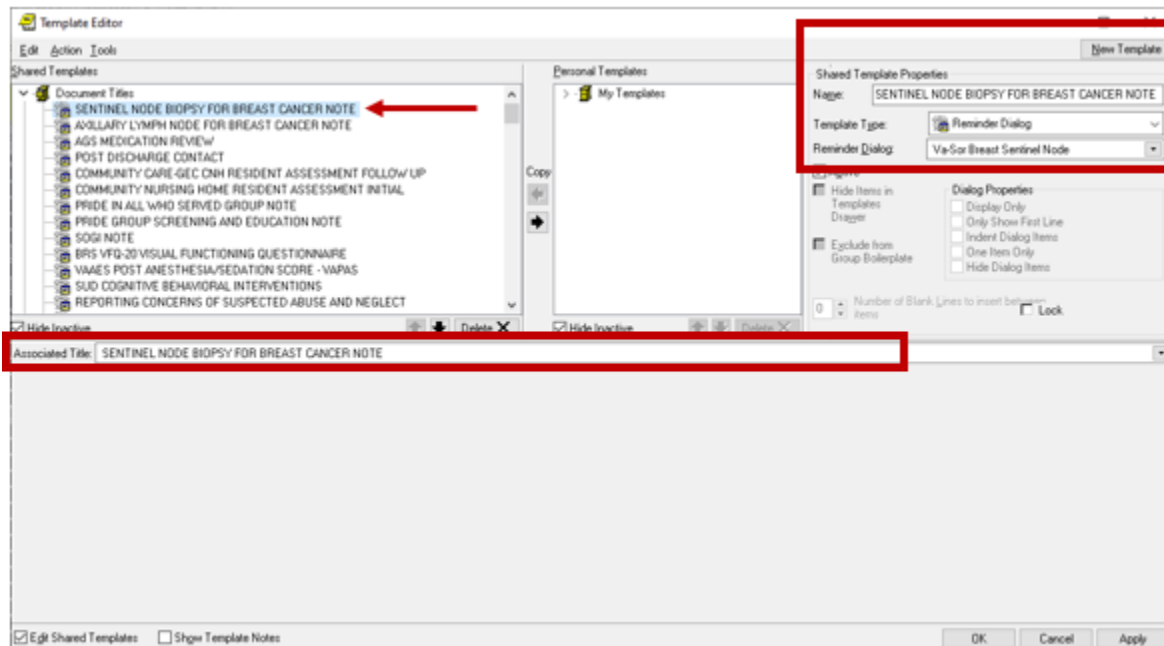 Template Editor
Edit Action Tools
New Template
Shared Templates
Personal Templates
Shared Template Properties
Document Titles
SENTINEL NODE BIOPSY FOR BREAST CANCER NOTE
AXILLARY LYMPH NODE FOR BREAST CANCER NOTE
AGS MEDICATION REVIEW
POST DISCHARGE CONTACT
COMMUNITY CARE-GEC CNH RESIDENT ASSESSMENT FOLLOW UP
COMMUNITY NURSING HOME RESIDENT ASSESSMENT INITIAL
PRIDE IN ALL WHO SERVED GROUP NOTE
PRIDE GROUP SCREENING AND EDUCATION NOTE
SOGI NOTE
BRS VFQ-20 VISUAL FUNCTIONING QUESTIONNAIRE
VAAES POST ANESTHESIA/SEDATION SCORE - VAPAS
SUD COGNITIVE BEHAVIORAL INTERVENTIONS
REPORTING CONCERNS OF SUSPECTED ABUSE AND NEGLECT
Hide Inactive Delete X
Copy
My Templates
Hide Inactive Delete X
Name: SENTINEL NODE BIOPSY FOR BREAST CANCER NOTE
Template Type: Reminder Dialog
Reminder Dialog: Va-Sor Breast Sentinel Node
Active
Hide Items in
Templates
Drawer
Exclude from
Group Boilerplate
Dialog Properties
Display Only
Only Show First Line
Indent Dialog Items
One Item Only
Hide Dialog Items
0 Number of Blank Lines to insert between
items
Lock
Associated Title: SENTINEL NODE BIOPSY FOR BREAST CANCER NOTE
Edit Shared Templates Show Template Notes
OK Cancel Apply